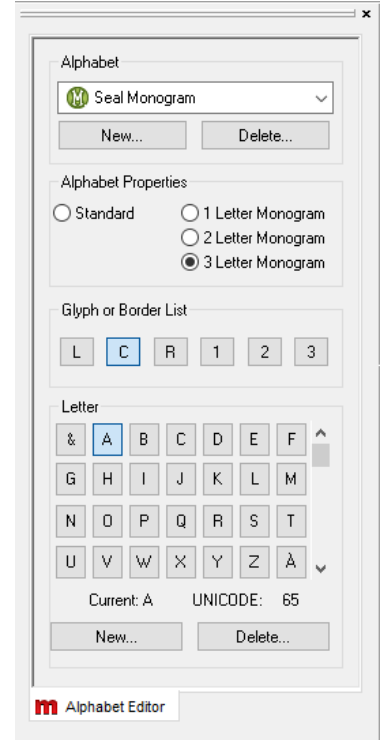 x
Alphabet
M Seal Monogram
New... Delete...
Alphabet Properties
Standard 1 Letter Monogram
2 Letter Monogram
3 Letter Monogram
Glyph or Border List
L C R 1 2 3
Letter
& A B C D E F
G H I J K L M
N O P Q R S T
U V W X Y Z À
Current: A UNICODE: 65
New... Delete...
m Alphabet Editor